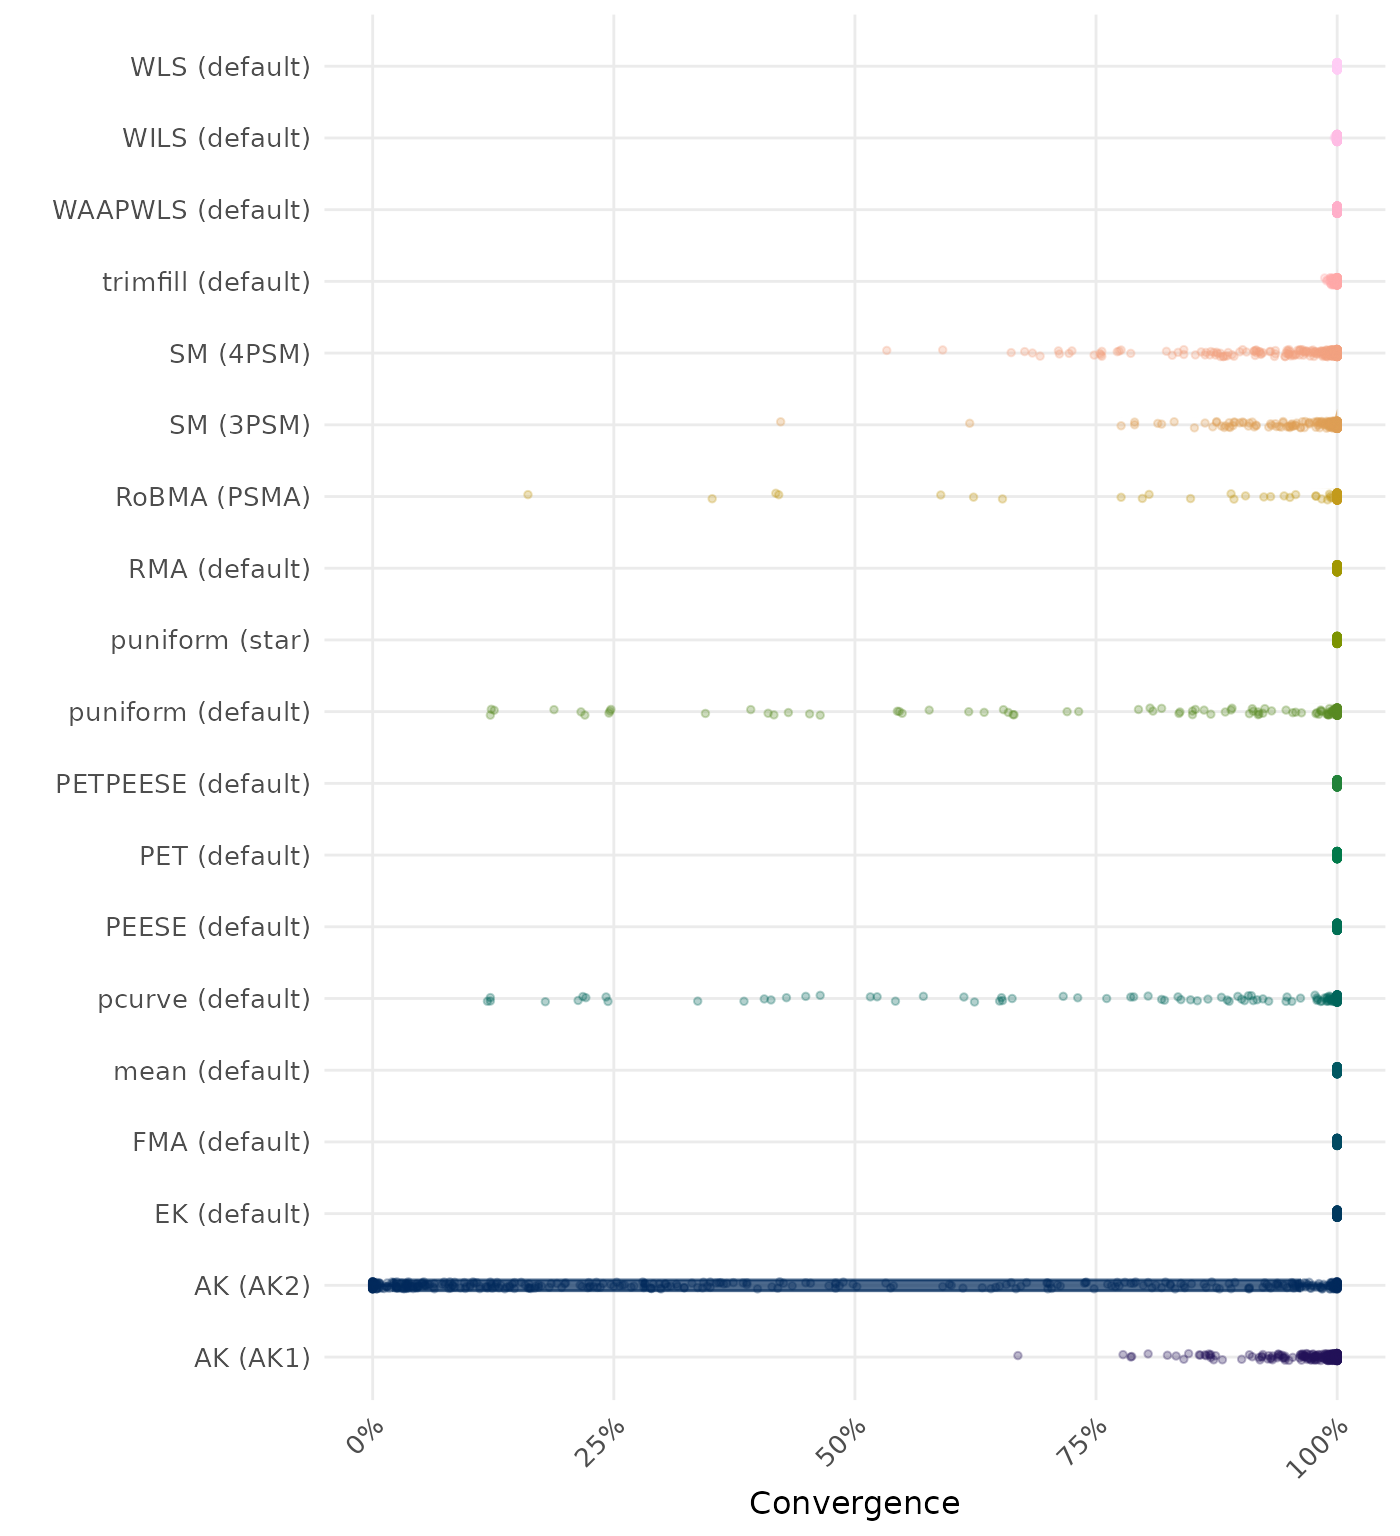 WLS (default)
WILS (default)
WAAPWLS (default)
trimfill (default)
SM (4PSM)
SM (3PSM)
RoBMA (PSMA)
RMA (default)
puniform (star)
puniform (default)
PETPEESE (default)
PET (default)
PEESE (default)
pcurve (default)
mean (default)
FMA (default)
EK (default)
AK (AK2)
AK (AK1)
0% 25% 50% 75% 100%
Convergence